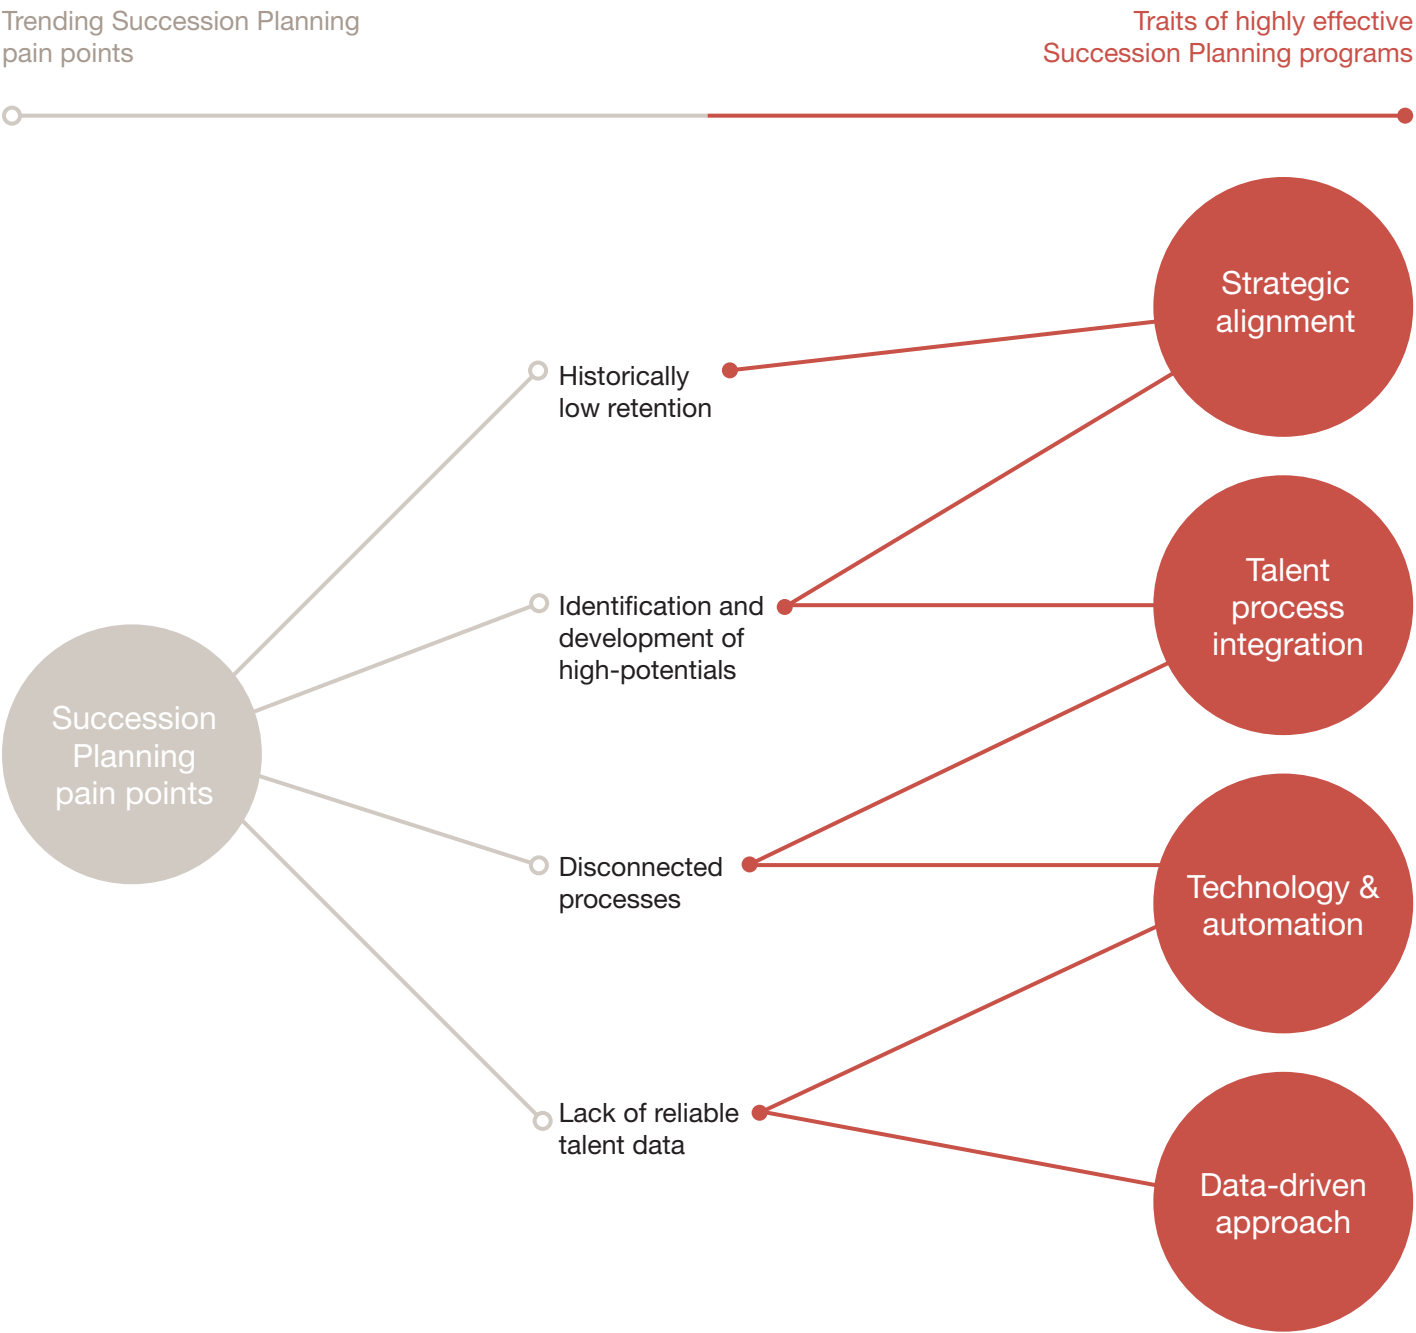 Trending Succession Planning
pain points
Traits of highly effective
Succession Planning programs
Succession
Planning
pain points
Historically
low retention
Identification and
development of
high-potentials
Disconnected
processes
Lack of reliable
talent data
Strategic
alignment
Talent
process
integration
Technology &
automation
Data-driven
approach